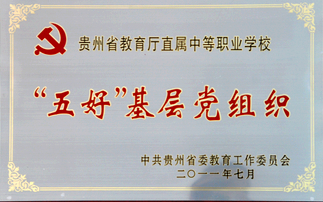 贵州省教育厅直属中等职业学校
“五好”基层党组织
中共贵州省委教育工作委员会
二〇一一年七月